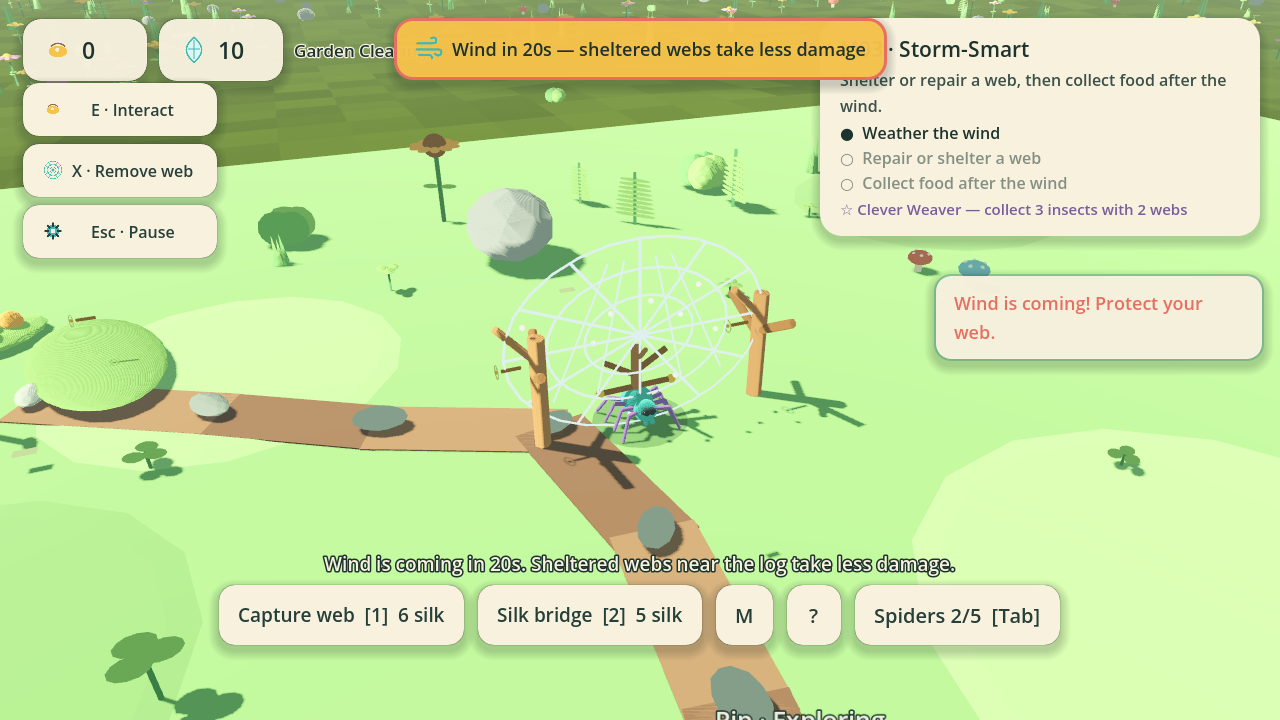 0
10
Garden Clea
Wind in 20s — sheltered webs take less damage
· Storm-Smart
Shelter or repair a web, then collect food after the
wind.
Weather the wind
Repair or shelter a web
Collect food after the wind
☆ Clever Weaver — collect 3 insects with 2 webs
E · Interact
X · Remove web
Esc · Pause
Wind is coming! Protect your
web.
Wind is coming in 20s. Sheltered webs near the log take less damage.
Capture web [1] 6 silk
Silk bridge [2] 5 silk
M
?
Spiders 2/5 [Tab]
Pip · Exploring